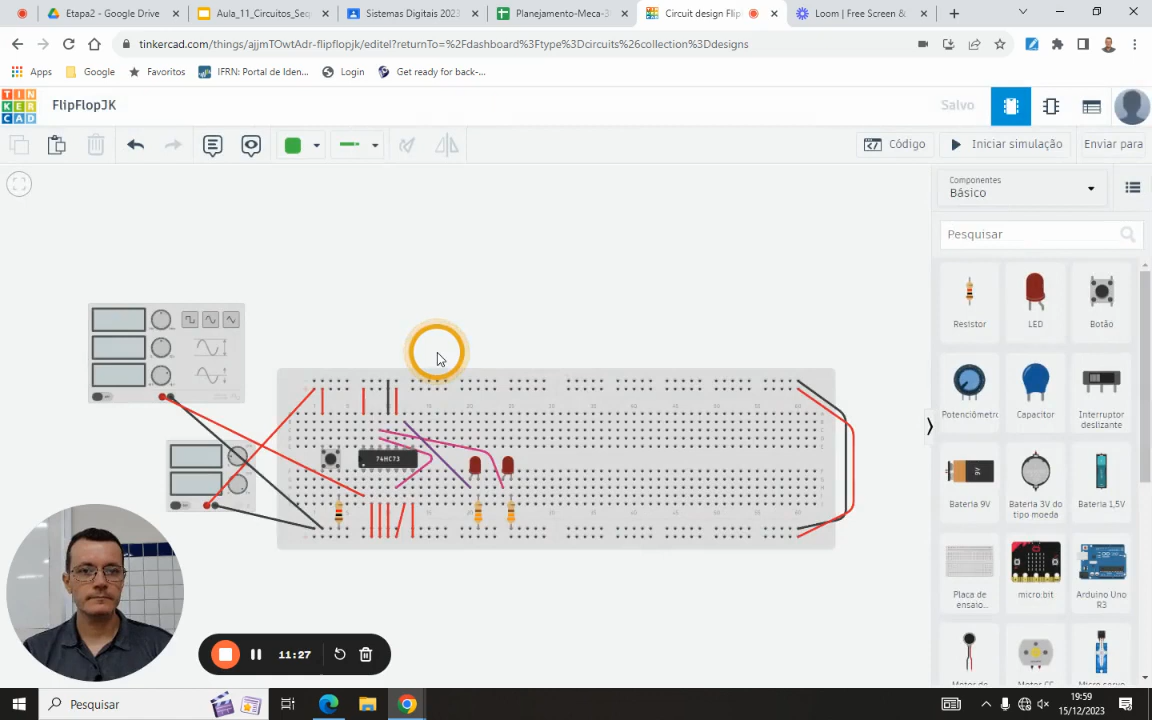 Etapa2 - Google Drive
Aula_11_Circuitos_Seq
Sistemas Digitais 2023
Planejamento-Meca-3
Circuit design Flip
Loom | Free Screen &
tinkercad.com/things/ajjmTOwtAdr-flipflopjk/editel?returnTo=%2Fdashboard%3Ftype%3Dcircuits%26collection%3Ddesigns
Apps
Google
Favoritos
IFRN: Portal de Iden...
Login
Get ready for back-...
TIN
KER
CAD
FlipFlopJK
Salvo
Código
Iniciar simulação
Enviar para
Componentes
Básico
Pesquisar
Resistor
LED
Botão
Potenciômetro
Capacitor
Interruptor
deslizante
Bateria 9V
Bateria 3V do
tipo moeda
Bateria 1,5V
Placa de
ensaio...
micro:bit
Arduino Uno
R3
Motor CC
Micro servo
74HC73
11:27
Pesquisar
19:59
15/12/2023